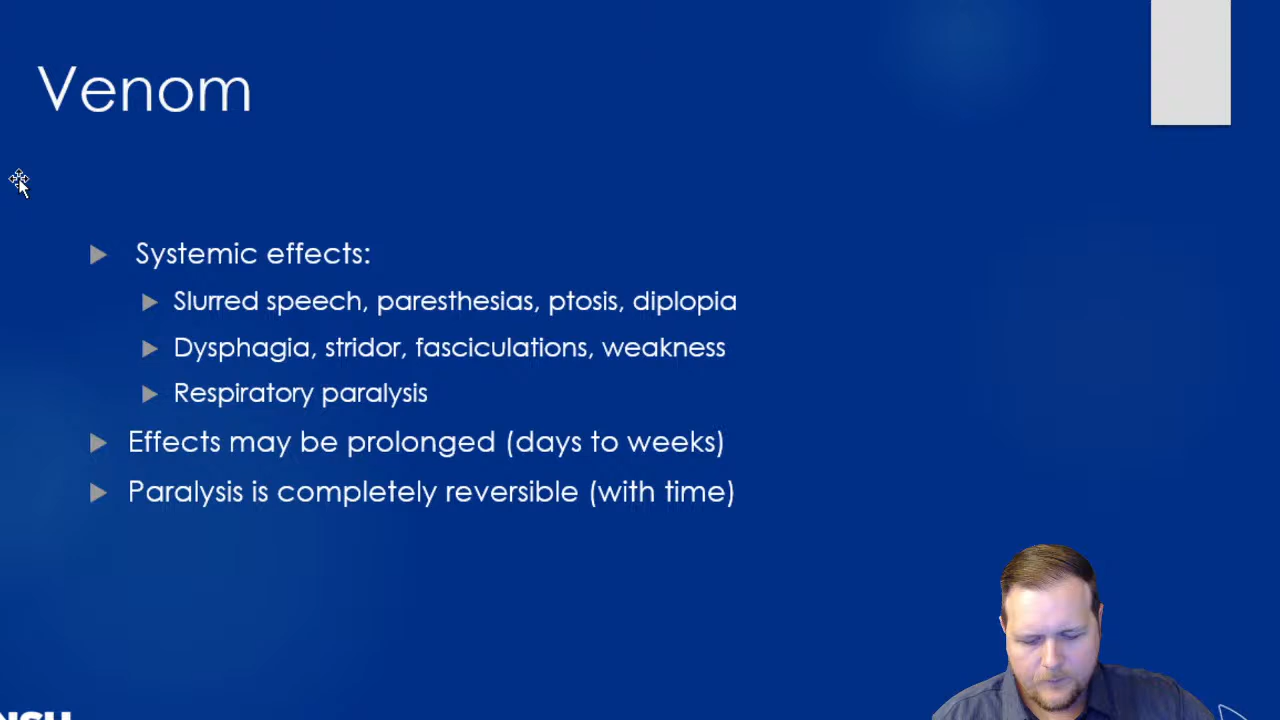 Venom
Systemic effects:
Slurred speech, paresthesias, ptosis, diplopia
Dysphagia, stridor, fasciculations, weakness
Respiratory paralysis
Effects may be prolonged (days to weeks)
Paralysis is completely reversible (with time)